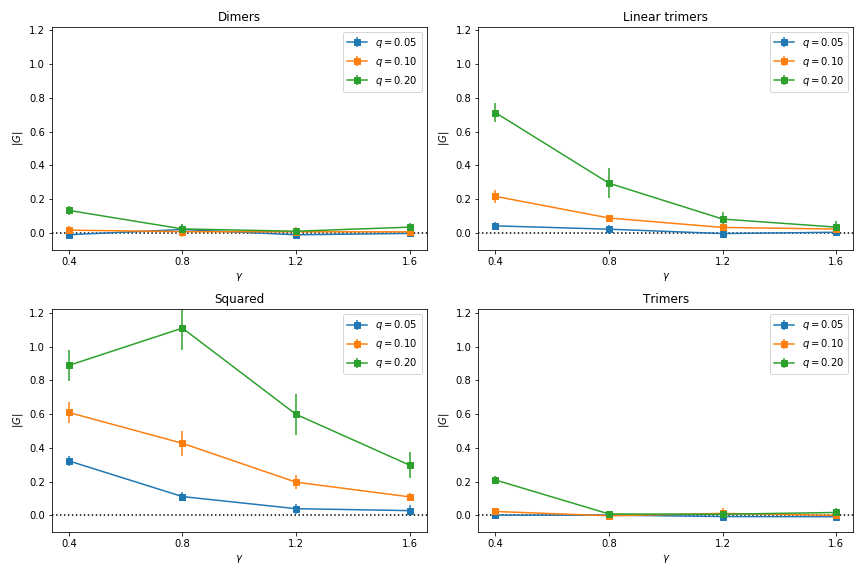 Dimers
1.2
1.0
0.8
0.6
0.4
0.2
0.0
|G|
0.4 0.8 1.2 1.6
γ
q = 0.05
q = 0.10
q = 0.20
Linear trimers
1.2
1.0
0.8
0.6
0.4
0.2
0.0
|G|
0.4 0.8 1.2 1.6
γ
q = 0.05
q = 0.10
q = 0.20
Squared
1.2
1.0
0.8
0.6
0.4
0.2
0.0
|G|
0.4 0.8 1.2 1.6
γ
q = 0.05
q = 0.10
q = 0.20
Trimers
1.2
1.0
0.8
0.6
0.4
0.2
0.0
|G|
0.4 0.8 1.2 1.6
γ
q = 0.05
q = 0.10
q = 0.20